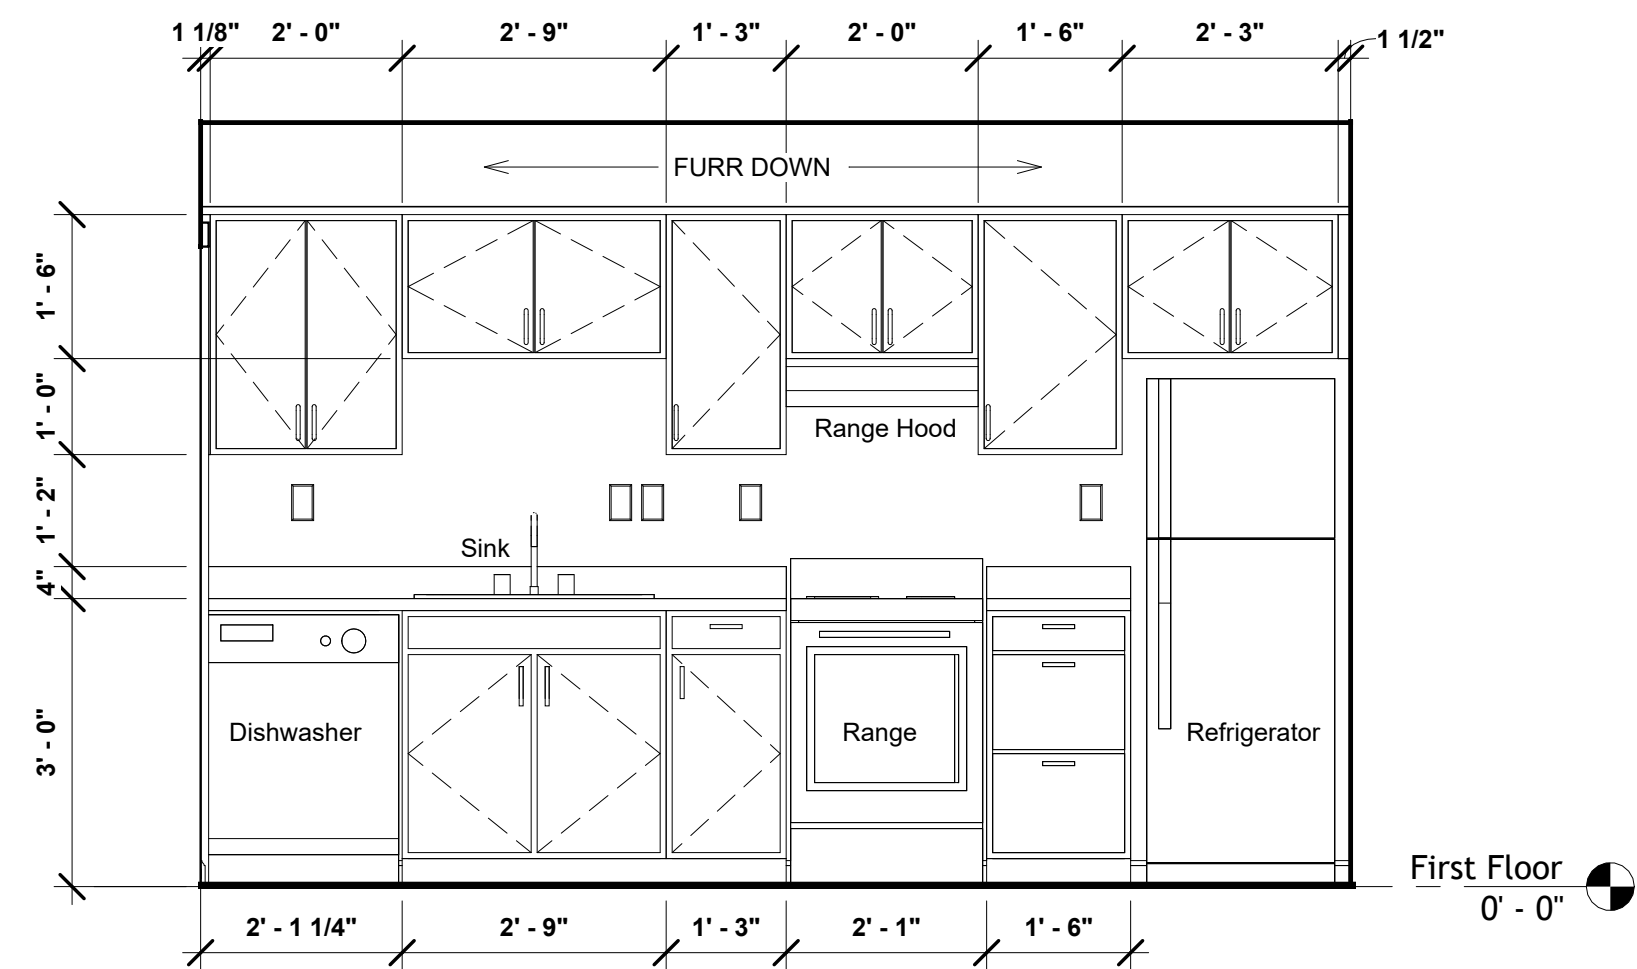 1 1/8" 2' - 0" 2' - 9" 1' - 3" 2' - 0" 1' - 6" 2' - 3" 1 1/2"
FURR DOWN
1' - 6"
1' - 0"
Range Hood
1' - 2"
Sink
4"
3' - 0"
Dishwasher Range Refrigerator
First Floor
0' - 0"
2' - 1 1/4" 2' - 9" 1' - 3" 2' - 1" 1' - 6"